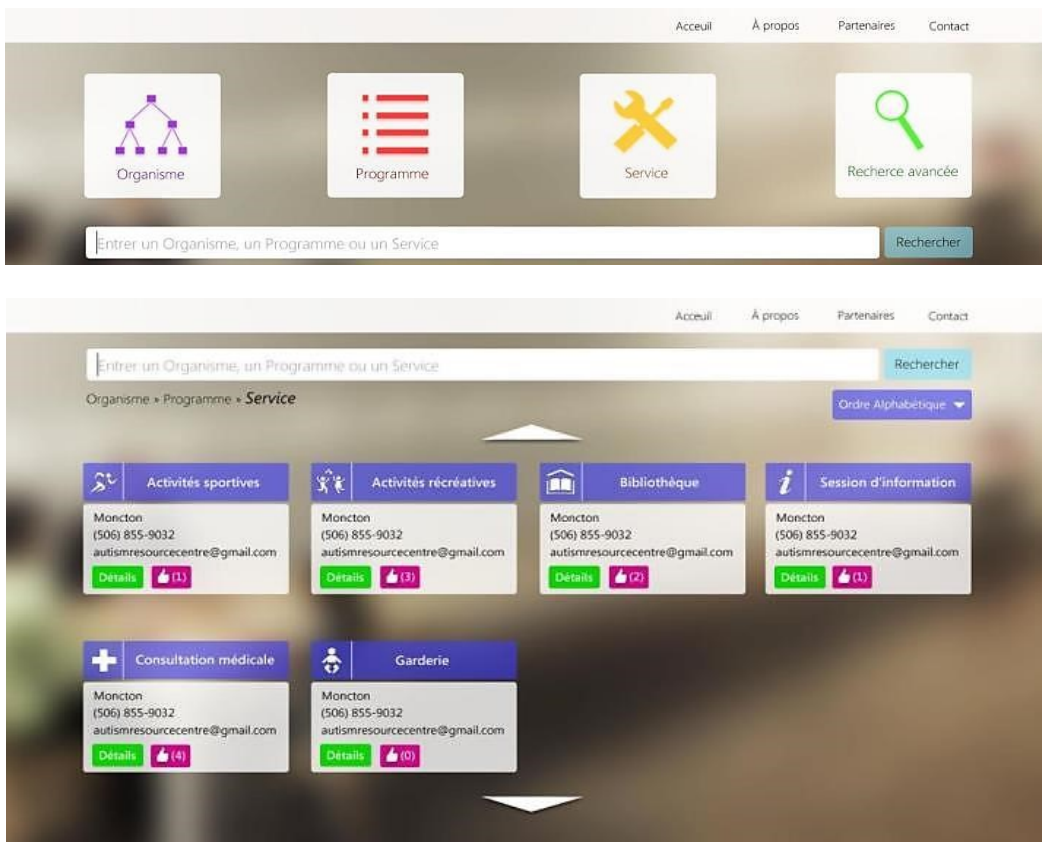 Acceuil À propos Partenaires Contact
Organisme Programme Service Recherce avancée
Entrer un Organisme, un Programme ou un Service Rechercher
Acceuil À propos Partenaires Contact
Entrer un Organisme, un Programme ou un Service Rechercher
Organisme » Programme » Service Ordre Alphabétique
Activités sportives
Moncton
(506) 855-9032
autismresourcecentre@gmail.com
Détails (1)
Activités récréatives
Moncton
(506) 855-9032
autismresourcecentre@gmail.com
Détails (3)
Bibliothèque
Moncton
(506) 855-9032
autismresourcecentre@gmail.com
Détails (2)
Session d'information
Moncton
(506) 855-9032
autismresourcecentre@gmail.com
Détails (1)
Consultation médicale
Moncton
(506) 855-9032
autismresourcecentre@gmail.com
Détails (4)
Garderie
Moncton
(506) 855-9032
autismresourcecentre@gmail.com
Détails (0)